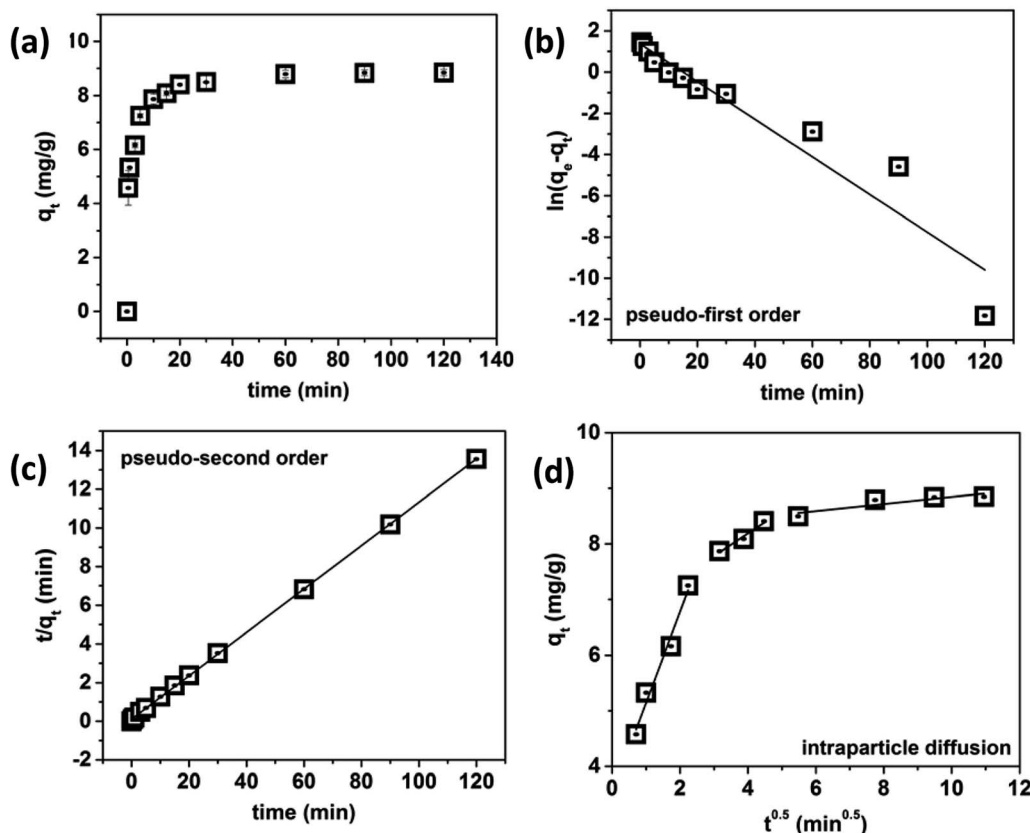 (a)
10
8
6
4
2
0
q_t (mg/g)
0 20 40 60 80 100 120 140
time (min)
(b)
2
0
-2
-4
-6
-8
-10
-12
ln(q_e-q_t)
pseudo-first order
0 20 40 60 80 100 120
time (min)
(c)
14
12
10
8
6
4
2
0
-2
t/q_t (min)
pseudo-second order
0 20 40 60 80 100 120
time (min)
(d)
10
8
6
4
q_t (mg/g)
intraparticle diffusion
0 2 4 6 8 10 12
t^0.5 (min^0.5)